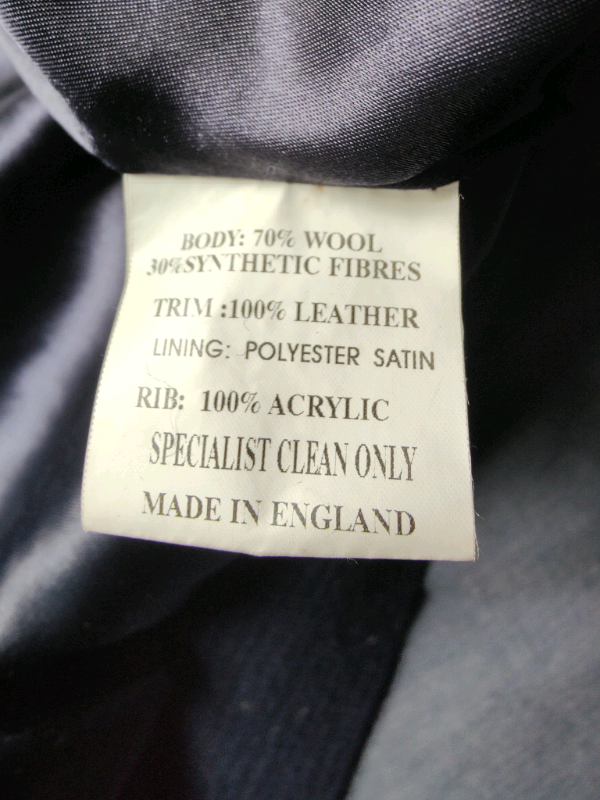 BODY: 70% WOOL
30%SYNTHETIC FIBRES
TRIM :100% LEATHER
LINING: POLYESTER SATIN
RIB: 100% ACRYLIC
SPECIALIST CLEAN ONLY
MADE IN ENGLAND